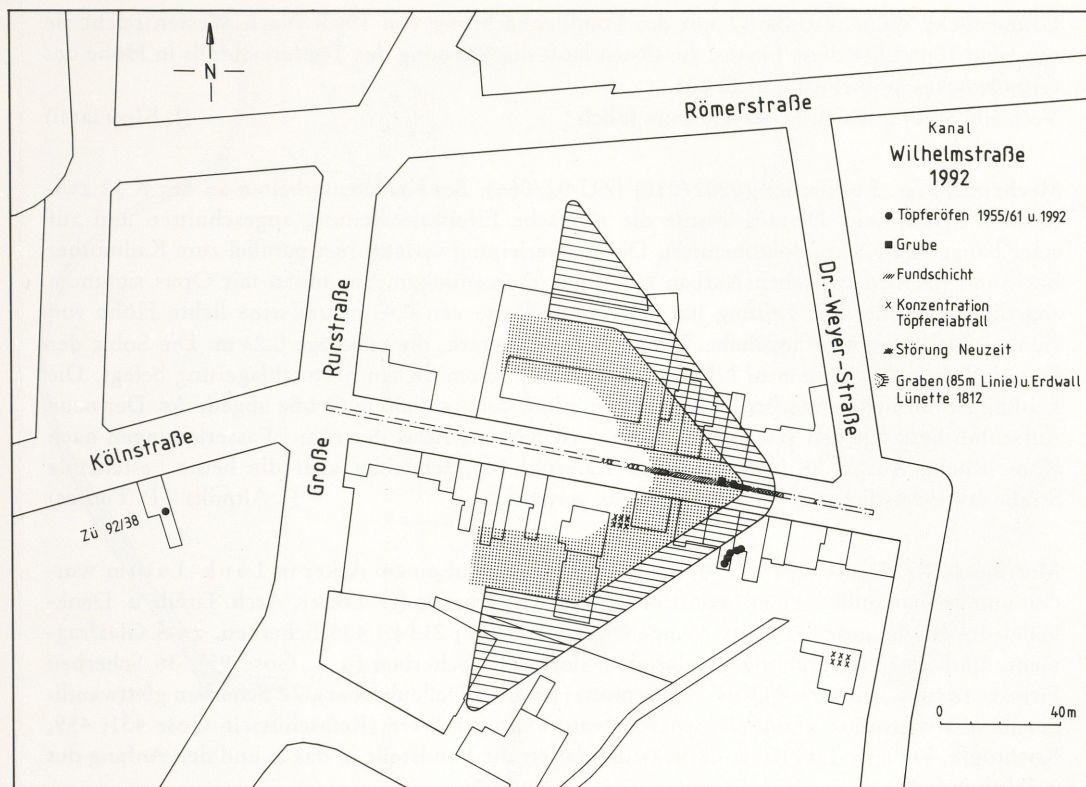 N
Römerstraße
Kanal
Wilhelmstraße
1992
Töpferöfen 1955/61 u. 1992
Grube
Fundschicht
x Konzentration
Töpfereiabfall
Störung Neuzeit
Graben (85m Linie) u. Erdwall
Lünette 1812
Dr.-Weyer-Straße
Große Rurstraße
Kölnstraße
Zü 92/38
0 40m